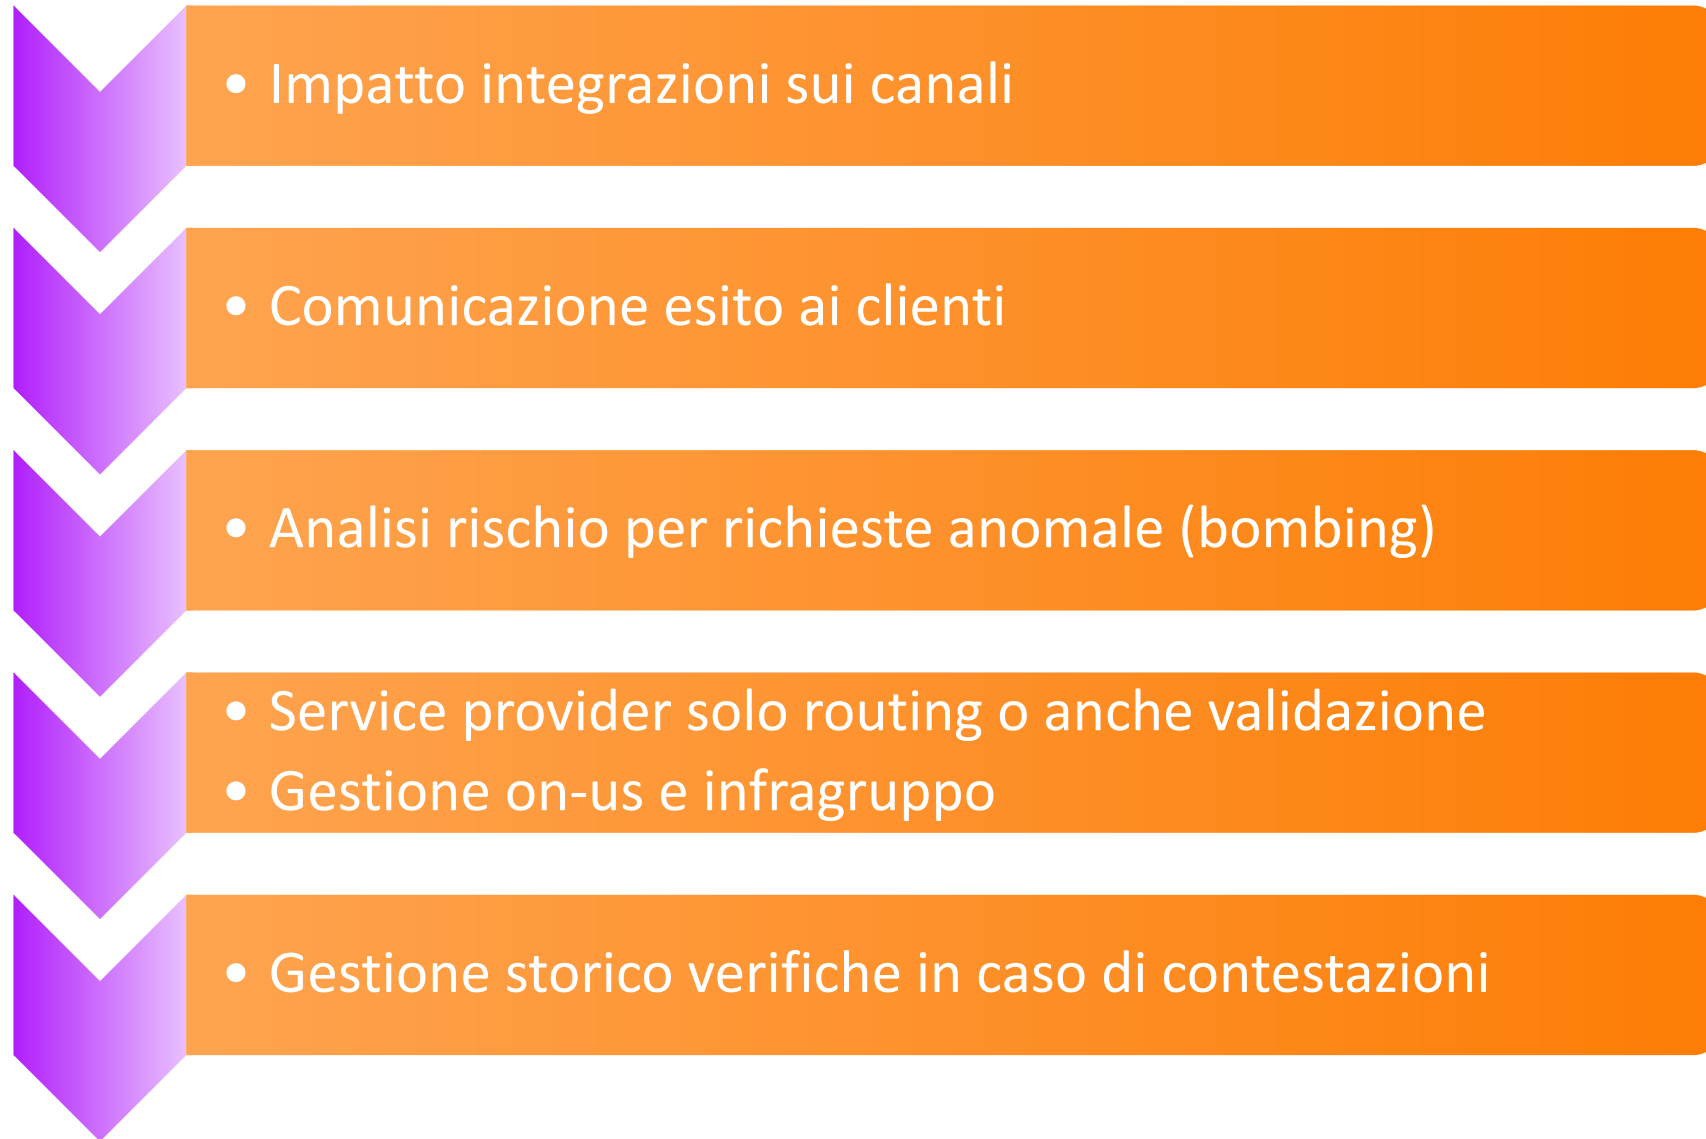 • Impatto integrazioni sui canali
• Comunicazione esito ai clienti
• Analisi rischio per richieste anomale (bombing)
• Service provider solo routing o anche validazione
• Gestione on-us e infragruppo
• Gestione storico verifiche in caso di contestazioni